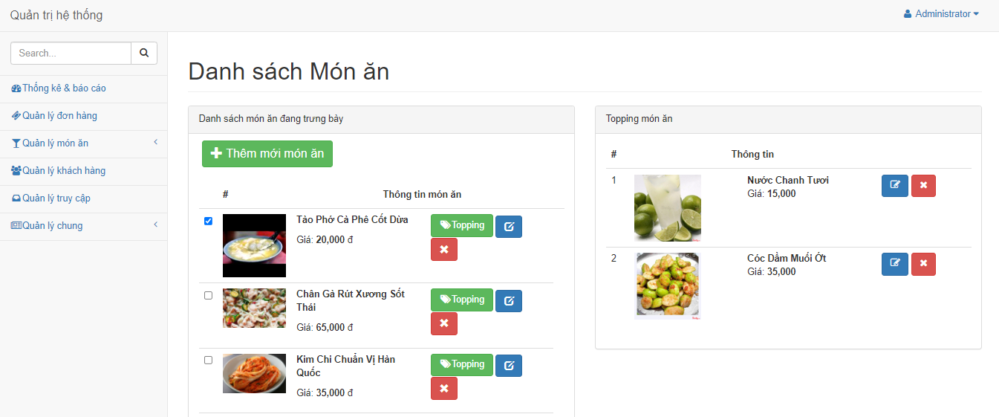 Quản trị hệ thống
Administrator
Search...
Thống kê & báo cáo
Quản lý đơn hàng
Quản lý món ăn
Quản lý khách hàng
Quản lý truy cập
Quản lý chung
Danh sách Món ăn
Danh sách món ăn đang trưng bày
Thêm mới món ăn
# Thông tin món ăn
Tào Phớ Cà Phê Cốt Dừa
Giá: 20,000 đ
Topping
Chân Gà Rút Xương Sốt
Thái
Giá: 65,000 đ
Topping
Kim Chi Chuẩn Vị Hàn
Quốc
Giá: 35,000 đ
Topping
Topping món ăn
# Thông tin
1 Nước Chanh Tươi
Giá: 15,000
2 Cóc Dầm Muối Ớt
Giá: 35,000